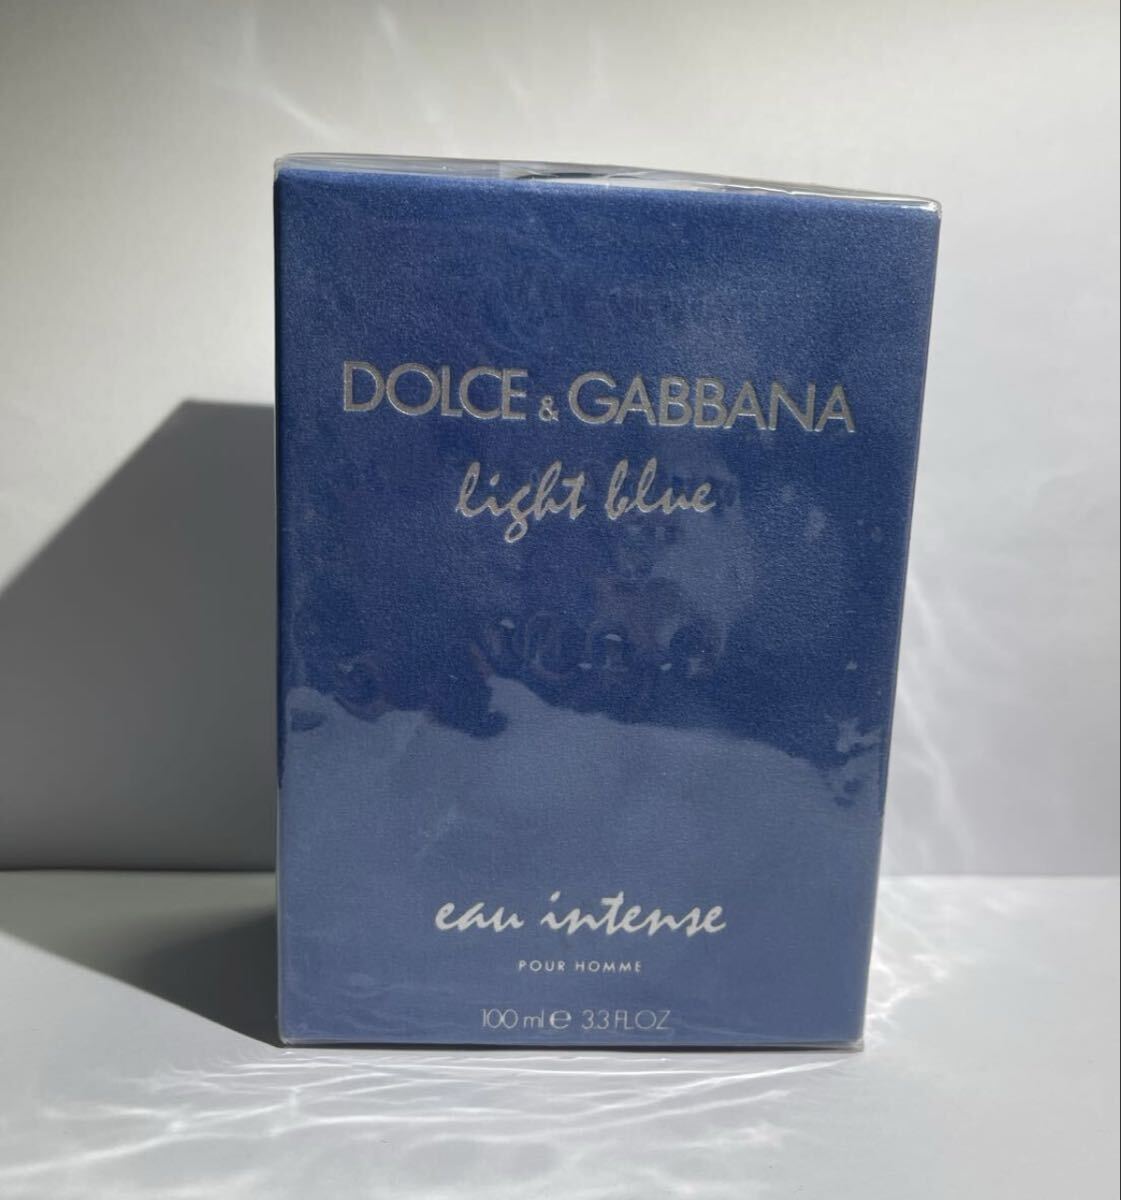 DOLCE & GABBANA
light blue
eau intense
POUR HOMME
100 ml e 3.3 FL.OZ